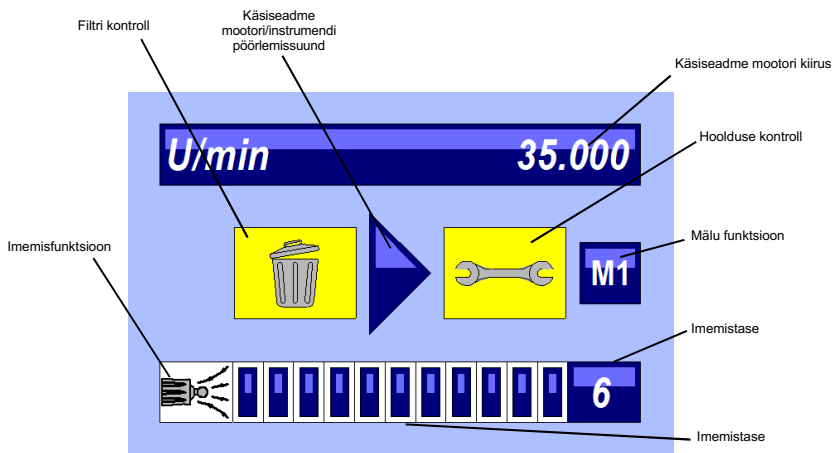 Filtri kontroll
Käsiseadme
mootori/instrumendi
pöörlemissuund
Käsiseadme mootori kiirus
U/min 35.000
Hoolduse kontroll
Imemisfunktsioon
Mälu funktsioon
M1
Imemistase
6
Imemistase